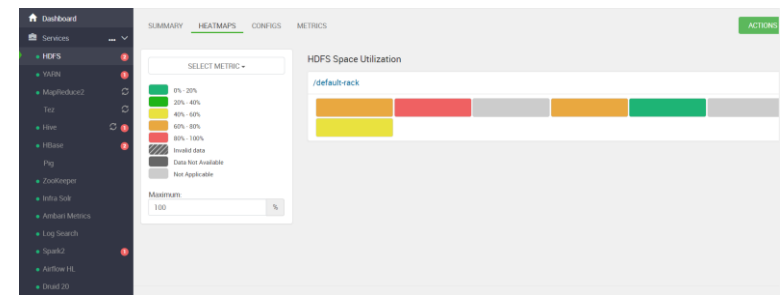 Dashboard
Services
HDFS
YARN
MapReduce2
Tez
Hive
HBase
Pig
ZooKeeper
Infra Solr
Ambari Metrics
Log Search
Spark2
Airflow HL
Druid 20
SUMMARY HEATMAPS CONFIGS METRICS
ACTIONS
SELECT METRIC
0% - 20%
20% - 40%
40% - 60%
60% - 80%
80% - 100%
Invalid data
Data Not Available
Not Applicable
Maximum
100 %
HDFS Space Utilization
/default-rack